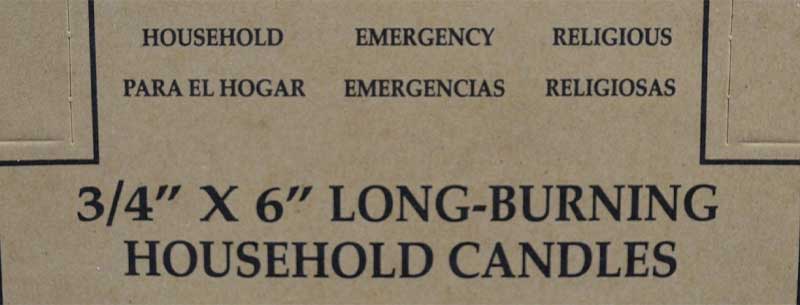 HOUSEHOLD EMERGENCY RELIGIOUS
PARA EL HOGAR EMERGENCIAS RELIGIOSAS
3/4” X 6” LONG-BURNING
HOUSEHOLD CANDLES